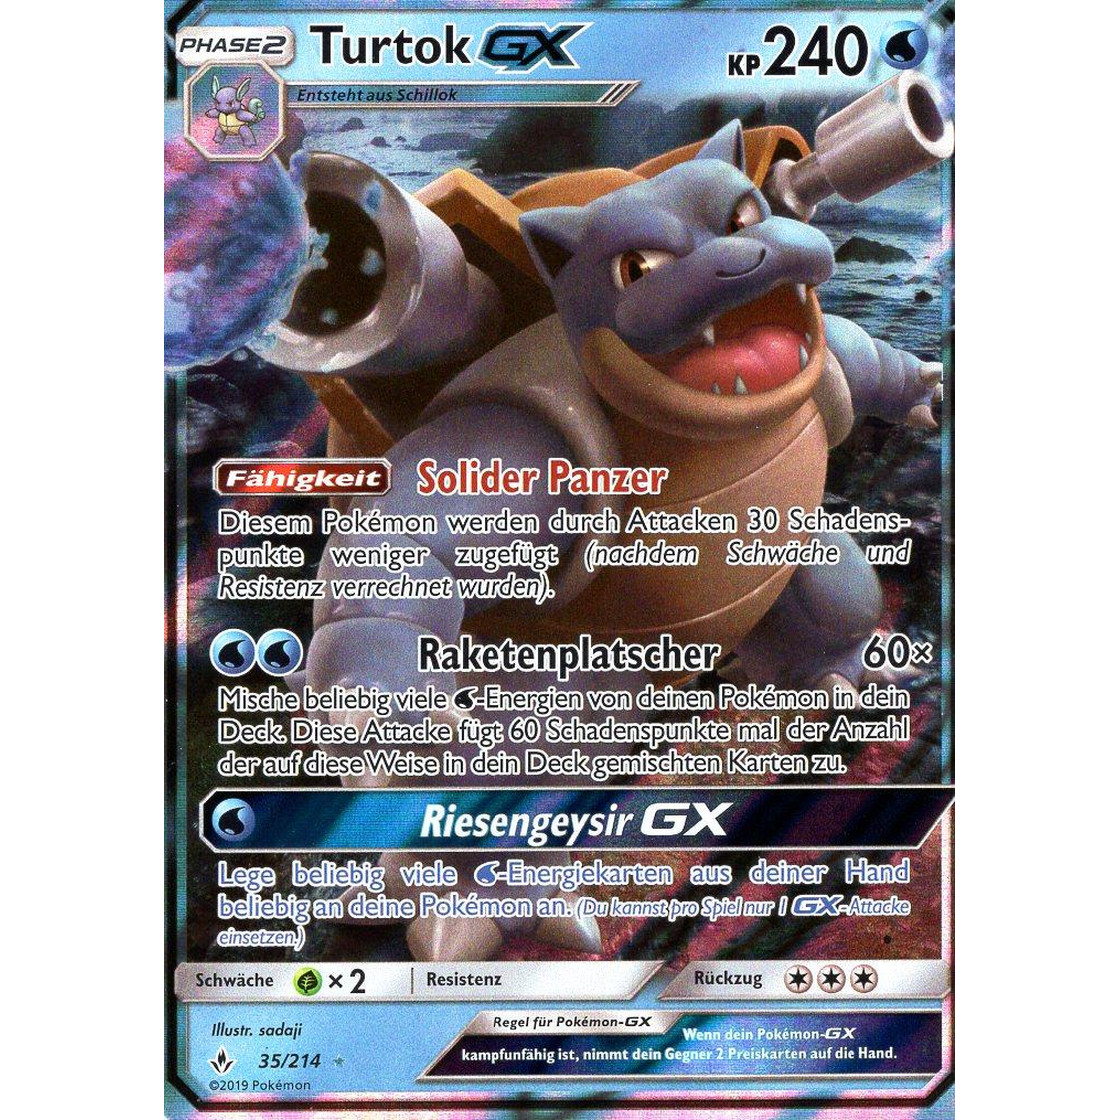 PHASE 2 Turtok GX KP 240
Entsteht aus Schillok
Fähigkeit Solider Panzer
Diesem Pokémon werden durch Attacken 30 Schadens-
punkte weniger zugefügt (nachdem Schwäche und
Resistenz verrechnet wurden).
Raketenplatscher 60×
Mische beliebig viele -Energien von deinen Pokémon in dein
Deck. Diese Attacke fügt 60 Schadenspunkte mal der Anzahl
der auf diese Weise in dein Deck gemischten Karten zu.
Riesengeysir GX
Lege beliebig viele -Energiekarten aus deiner Hand
beliebig an deine Pokémon an. (Du kannst pro Spiel nur 1 GX-Attacke
einsetzen.)
Schwäche × 2 Resistenz Rückzug
Illustr. sadaji
Regel für Pokémon-GX
Wenn dein Pokémon-GX
kampfunfähig ist, nimmt dein Gegner 2 Preiskarten auf die Hand.
35/214
©2019 Pokémon